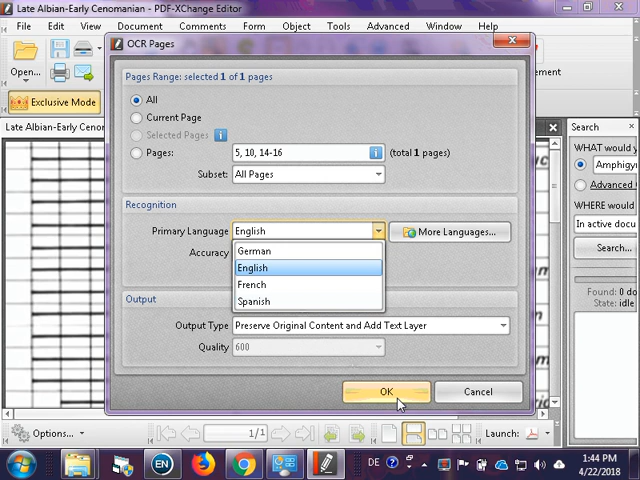 Late Albian-Early Cenomanian - PDF-XChange Editor
File Edit View Document Comments Forms Tools Window Help
Open...
Exclusive Mode
Late Albian-Early Cenom
OCR Pages
Pages Range: selected 1 of 1 pages
All
Current Page
Selected Pages
Pages: 5, 10, 14-16 (total 1 pages)
Subset: All Pages
Recognition
Primary Language English More Languages...
Accuracy
German
English
French
Spanish
Output
Output Type Preserve Original Content and Add Text Layer
Quality 600
OK Cancel
Search
WHAT would y
Amphigyr
Advanced
WHERE would
In active docu
Search...
Found: 0 do
State: idle
Options... 1/1 Launch:
EN
DE
1:44 PM
4/22/2018